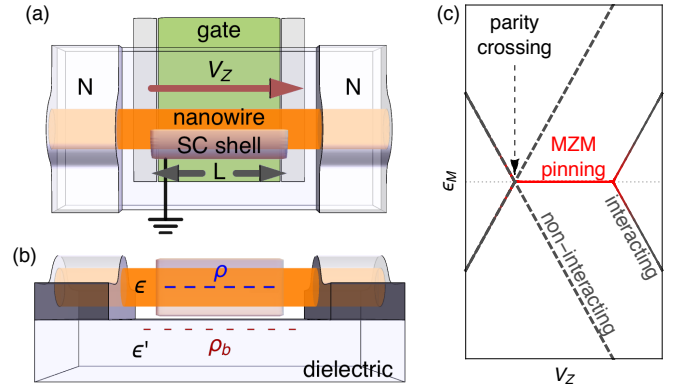 (a)
gate
V_Z
N
N
nanowire
SC shell
L
(b)
ε
ρ
ε'
ρ_b
dielectric
(c)
parity
crossing
MZM
pinning
ϵ_M
interacting
non-interacting
V_Z